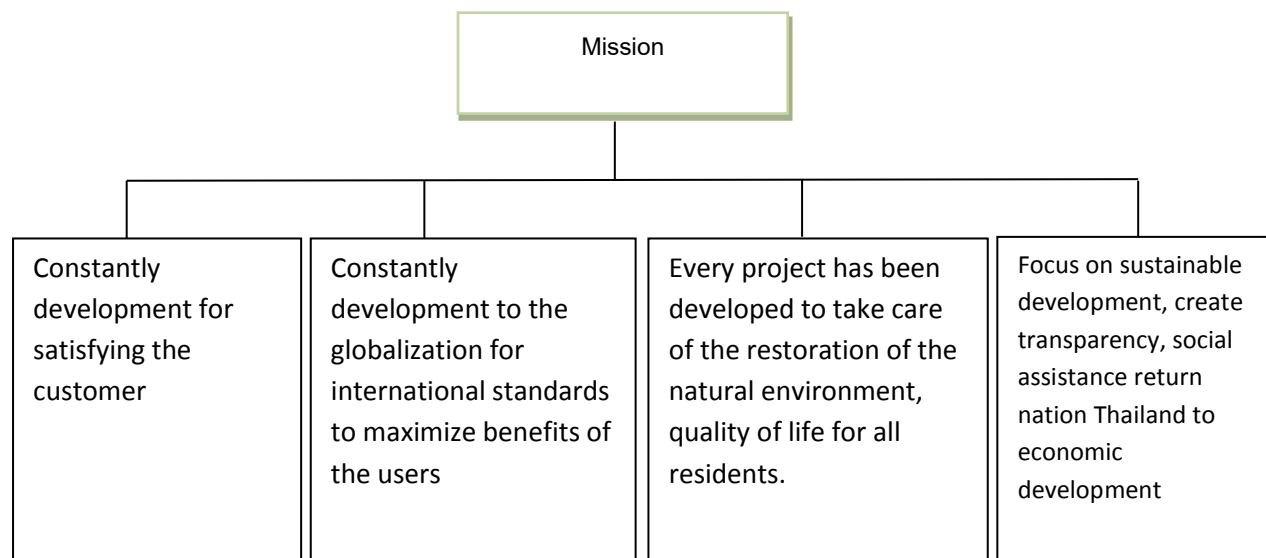 Mission
Constantly
development for
satisfying the
customer
Constantly
development to the
globalization for
international standards
to maximize benefits of
the users
Every project has been
developed to take care
of the restoration of the
natural environment,
quality of life for all
residents.
Focus on sustainable
development, create
transparency, social
assistance return
nation Thailand to
economic
development